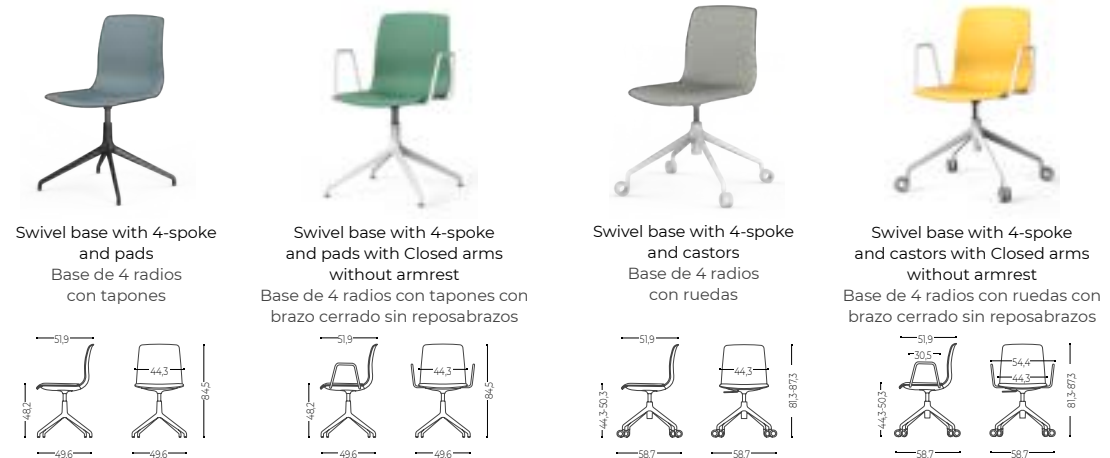 Swivel base with 4-spoke
and pads
Base de 4 radios
con tapones
Swivel base with 4-spoke
and pads with Closed arms
without armrest
Base de 4 radios con tapones con
brazo cerrado sin reposabrazos
Swivel base with 4-spoke
and castors
Base de 4 radios
con ruedas
Swivel base with 4-spoke
and castors with Closed arms
without armrest
Base de 4 radios con ruedas con
brazo cerrado sin reposabrazos
51,9
44,3
84,5
48,2
49.6
49.6
51,9
44,3
84,5
48,2
49.6
49.6
51,9
44,3
81,3-87,3
44,3-50,3
58.7
58.7
51,9
30,5
54,4
44,3
81,3-87,3
44,3-50,3
58.7
58.7